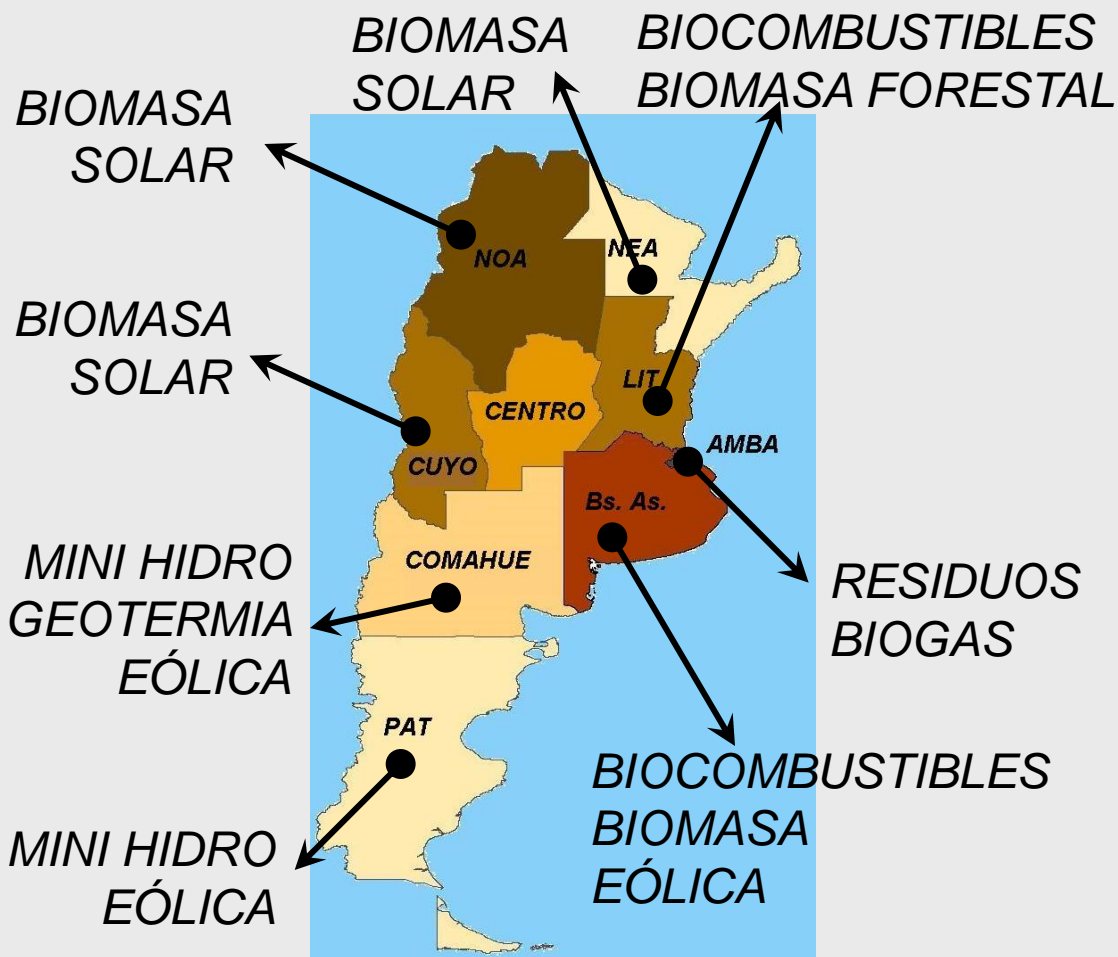 BIOMASA
SOLAR
BIOCOMBUSTIBLES
BIOMASA FORESTAL
BIOMASA
SOLAR
NOA
NEA
BIOMASA
SOLAR
LIT
CENTRO
AMBA
CUYO
Bs. As.
COMAHUE
MINI HIDRO
GEOTERMIA
EÓLICA
RESIDUOS
BIOGAS
PAT
BIOCOMBUSTIBLES
BIOMASA
EÓLICA
MINI HIDRO
EÓLICA